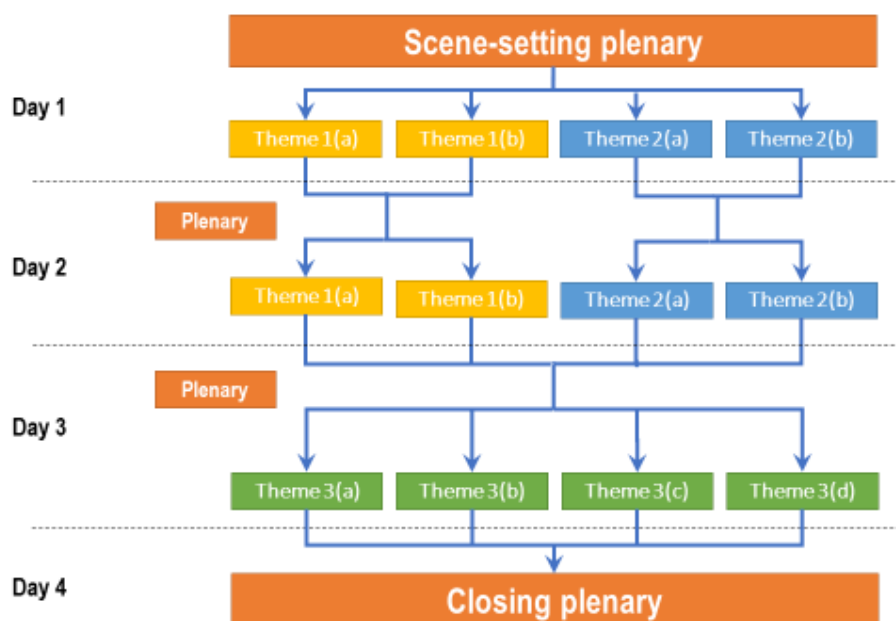 Scene-setting plenary
Day 1
Theme 1(a)
Theme 1(b)
Theme 2(a)
Theme 2(b)
Plenary
Day 2
Theme 1(a)
Theme 1(b)
Theme 2(a)
Theme 2(b)
Plenary
Day 3
Theme 3(a)
Theme 3(b)
Theme 3(c)
Theme 3(d)
Day 4
Closing plenary